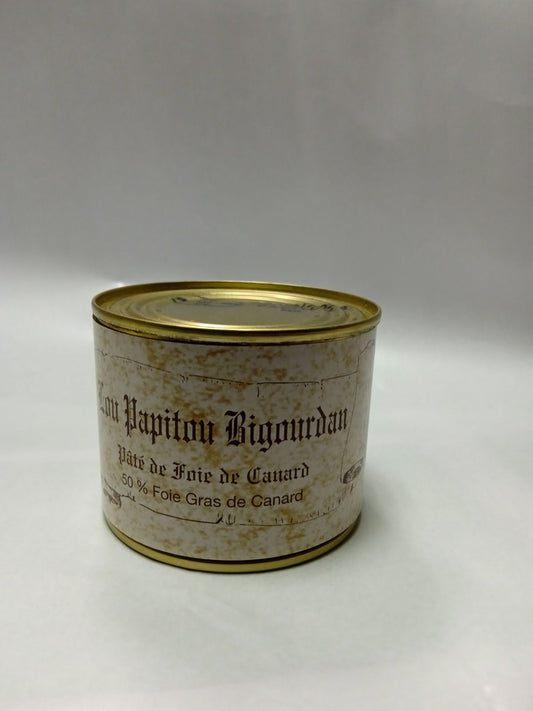 Lou Papitou Bigourdan
Pâté de Foie de Canard
50 % Foie Gras de Canard